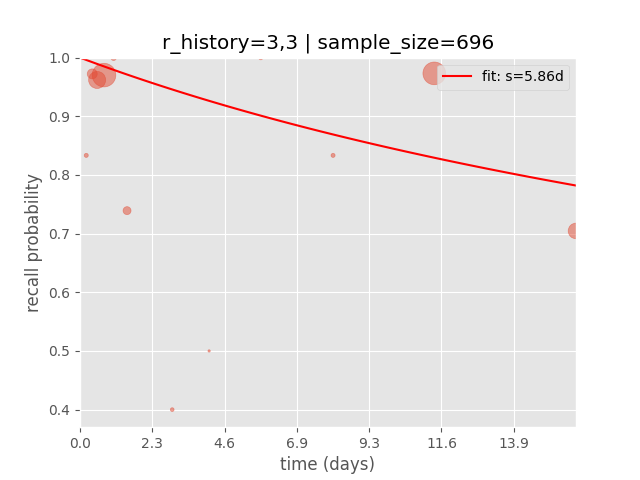 r_history=3,3 | sample_size=696
fit: s=5.86d
recall probability
1.0
0.9
0.8
0.7
0.6
0.5
0.4
0.0 2.3 4.6 6.9 9.3 11.6 13.9
time (days)